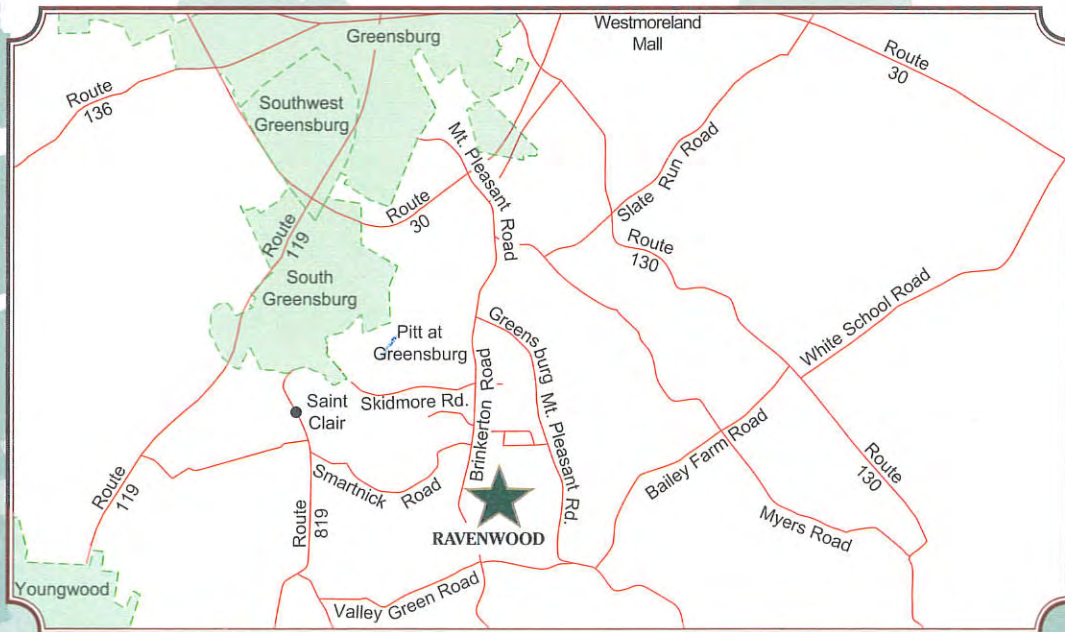 Greensburg
Westmoreland
Mall
Route
30
Route
136
Southwest
Greensburg
Mt. Pleasant Road
Slate Run Road
Route
30
Route
119
Route
130
South
Greensburg
White School Road
Pitt at
Greensburg
Greensburg Mt. Pleasant Rd.
Brinkerton Road
Saint
Clair
Skidmore Rd.
Bailey Farm Road
Route
130
Route
119
Smartnick Road
Route
819
RAVENWOOD
Myers Road
Youngwood
Valley Green Road